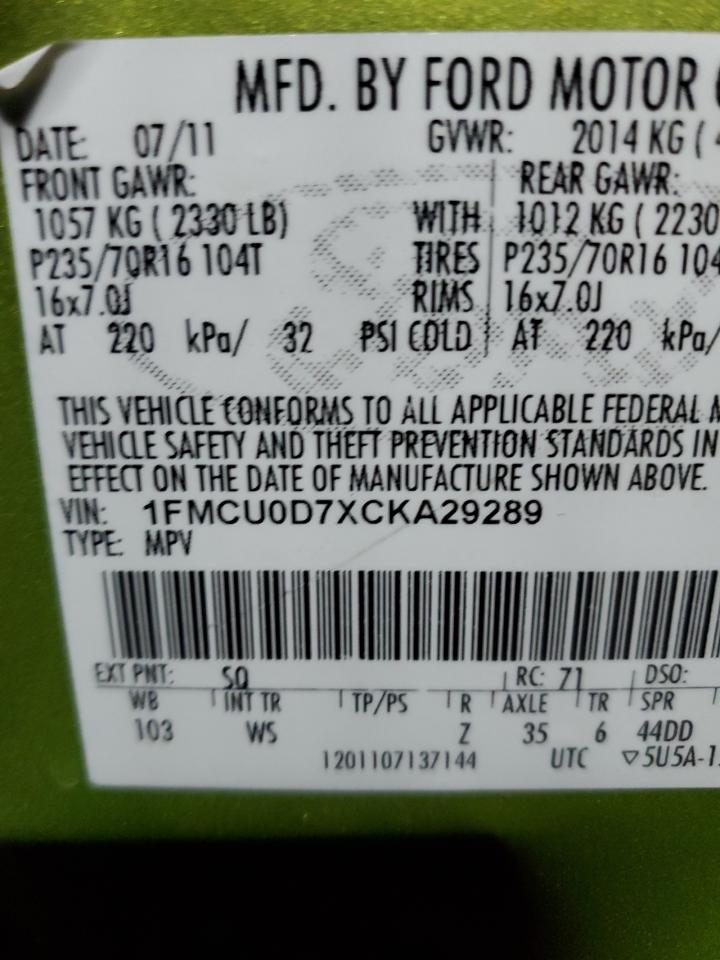 MFD. BY FORD MOTOR
DATE: 07/11 GVWR: 2014 KG (
FRONT GAWR: REAR GAWR:
1057 KG ( 2330 LB) WITH 1012 KG ( 2230
P235/70R16 104T TIRES P235/70R16 104
16x7.0J RIMS 16x7.0J
AT 220 kPa/ 32 PSI COLD AT 220 kPa/
THIS VEHICLE CONFORMS TO ALL APPLICABLE FEDERAL
VEHICLE SAFETY AND THEFT PREVENTION STANDARDS IN
EFFECT ON THE DATE OF MANUFACTURE SHOWN ABOVE.
VIN: 1FMCU0D7XCKA29289
TYPE: MPV
EXT PNT: SQ RC: 71 DSO:
WB INT TR TP/PS R AXLE TR SPR
103 WS Z 35 6 44DD
1201107137144 UTC ▽5U5A-1